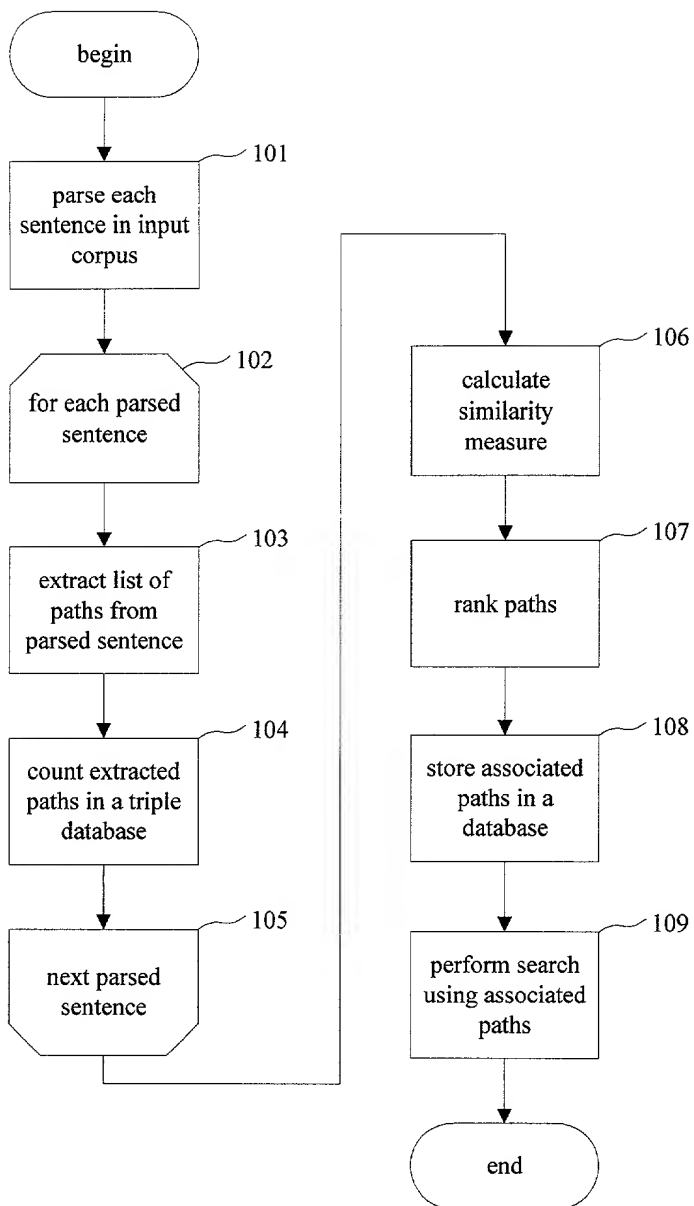 begin
101
parse each
sentence in input
corpus
102
for each parsed
sentence
103
extract list of
paths from
parsed sentence
104
count extracted
paths in a triple
database
105
next parsed
sentence
106
calculate
similarity
measure
107
rank paths
108
store associated
paths in a
database
109
perform search
using associated
paths
end